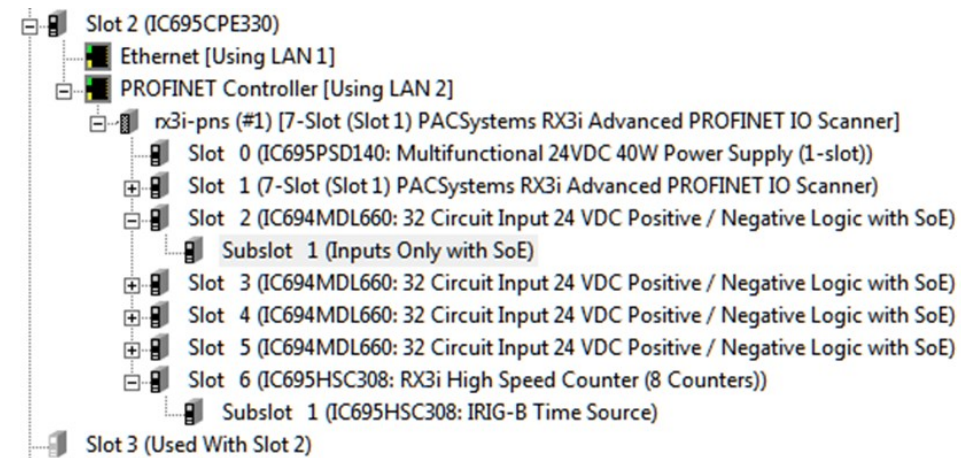 Slot 2 (IC695CPE330)
Ethernet [Using LAN 1]
PROFINET Controller [Using LAN 2]
rx3i-pns (#1) [7-Slot (Slot 1) PACSystems RX3i Advanced PROFINET IO Scanner]
Slot 0 (IC695PSD140: Multifunctional 24VDC 40W Power Supply (1-slot))
Slot 1 (7-Slot (Slot 1) PACSystems RX3i Advanced PROFINET IO Scanner)
Slot 2 (IC694MDL660: 32 Circuit Input 24 VDC Positive / Negative Logic with SoE)
Subslot 1 (Inputs Only with SoE)
Slot 3 (IC694MDL660: 32 Circuit Input 24 VDC Positive / Negative Logic with SoE)
Slot 4 (IC694MDL660: 32 Circuit Input 24 VDC Positive / Negative Logic with SoE)
Slot 5 (IC694MDL660: 32 Circuit Input 24 VDC Positive / Negative Logic with SoE)
Slot 6 (IC695HSC308: RX3i High Speed Counter (8 Counters))
Subslot 1 (IC695HSC308: IRIG-B Time Source)
Slot 3 (Used With Slot 2)